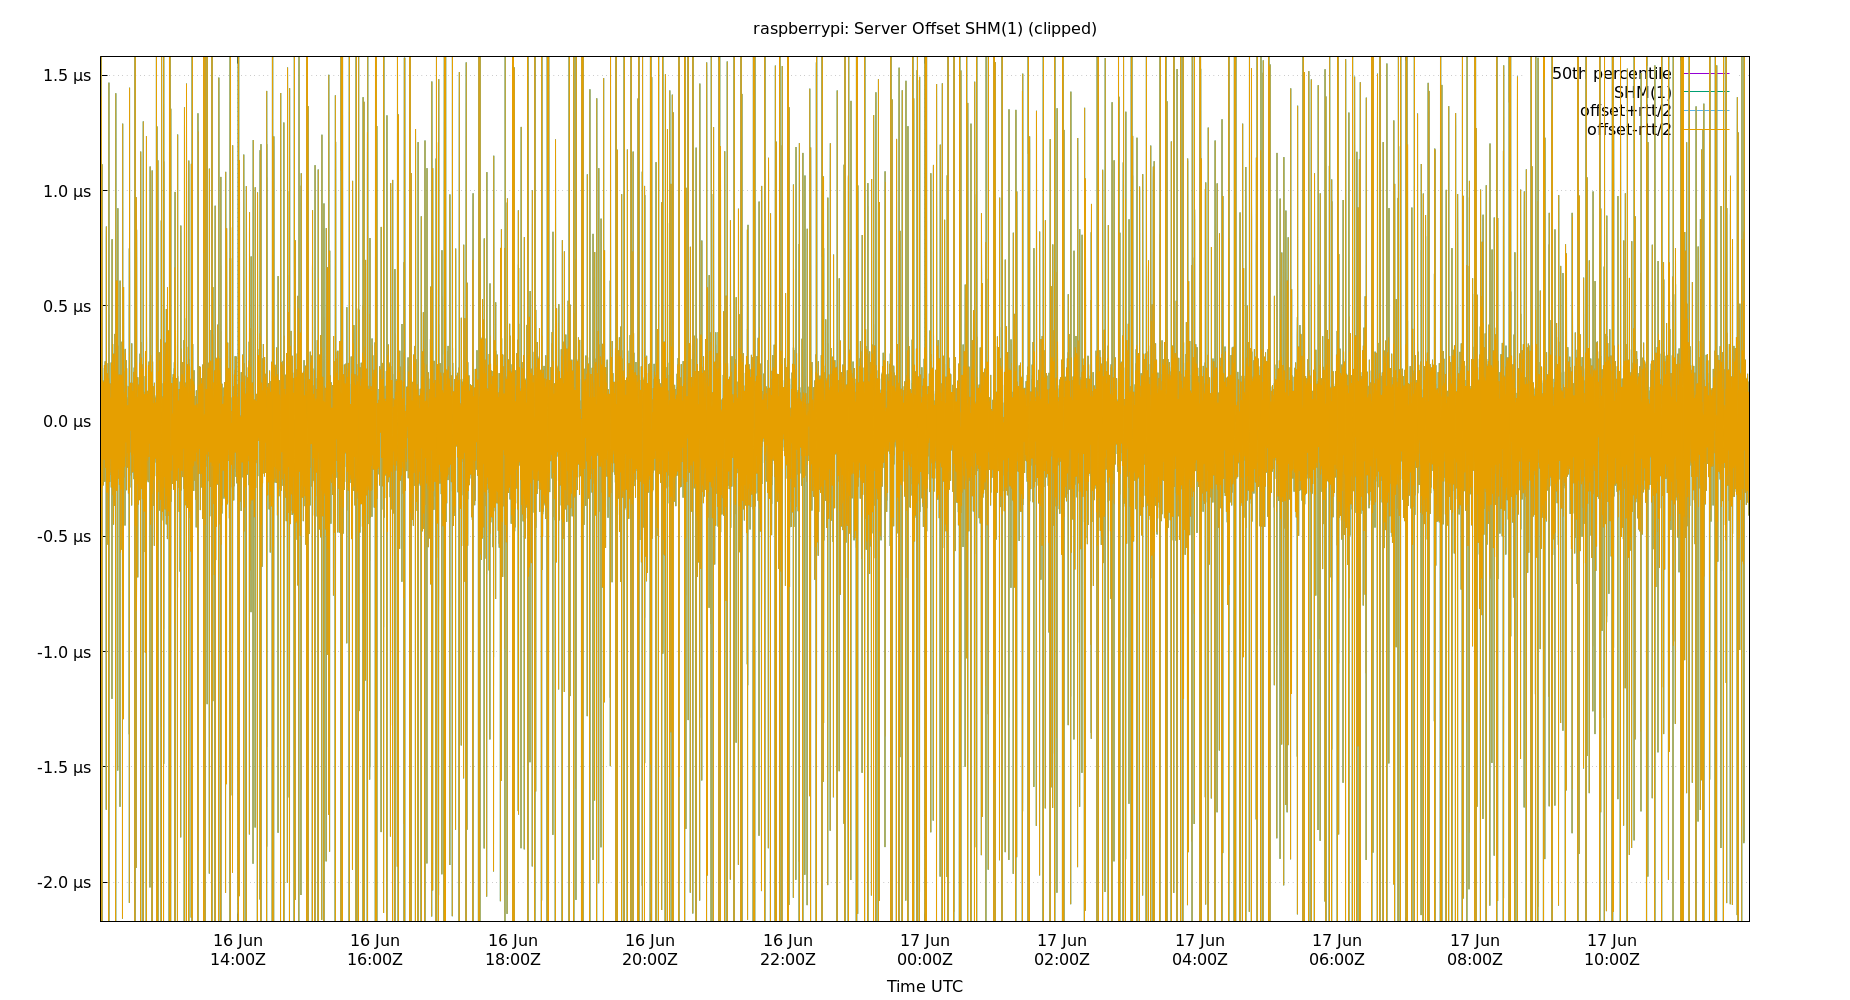 raspberrypi: Server Offset SHM(1) (clipped)
1.5 µs
1.0 µs
0.5 µs
0.0 µs
-0.5 µs
-1.0 µs
-1.5 µs
-2.0 µs
50th percentile
SHM(1)
offset+rtt/2
offset-rtt/2
16 Jun 16 Jun 16 Jun 16 Jun 16 Jun 17 Jun 17 Jun 17 Jun 17 Jun 17 Jun 17 Jun
14:00Z 16:00Z 18:00Z 20:00Z 22:00Z 00:00Z 02:00Z 04:00Z 06:00Z 08:00Z 10:00Z
Time UTC